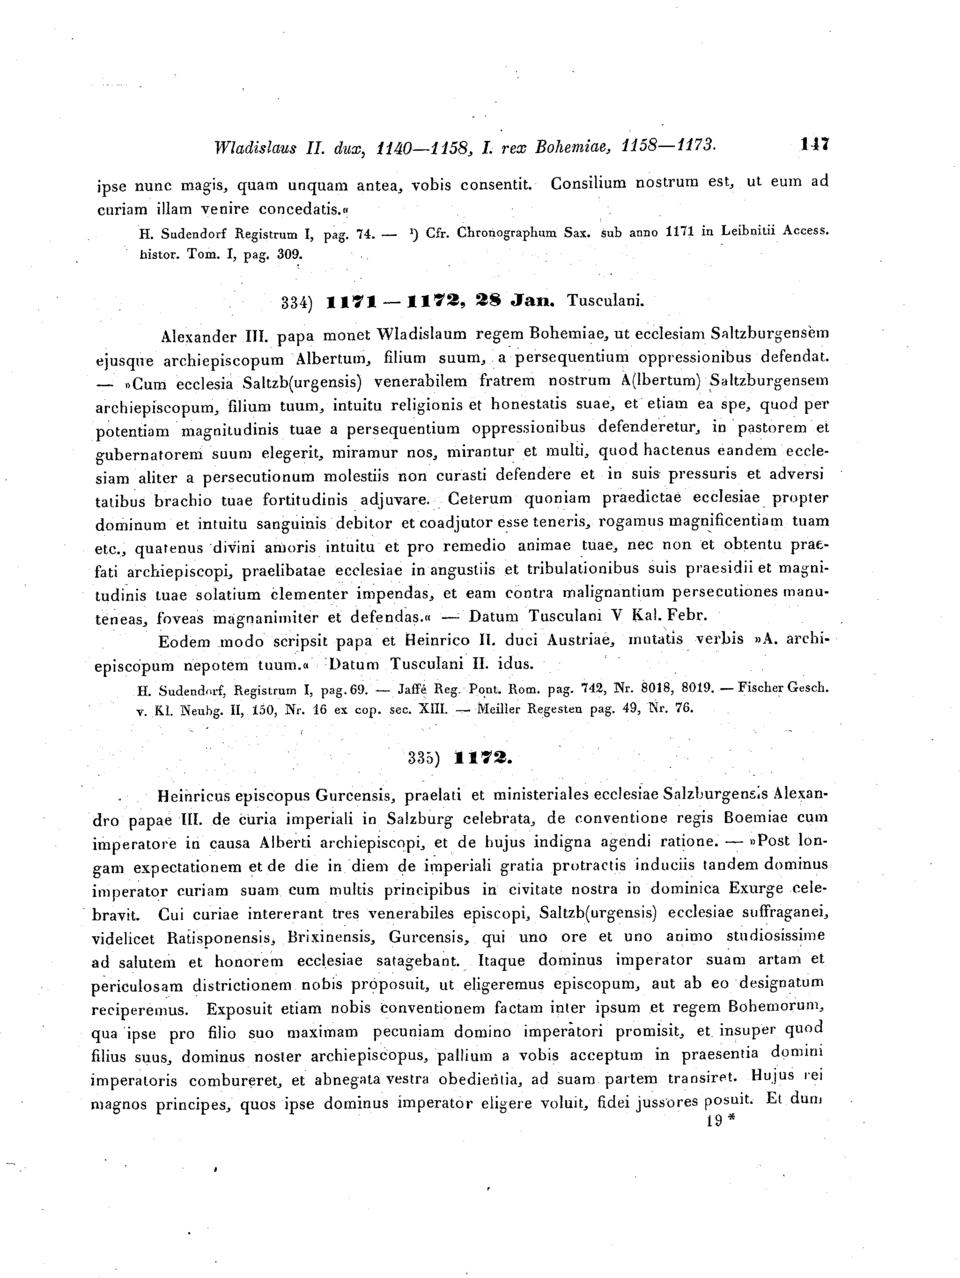 Wladislaus II. dux, 1140—1158, I. rex Bohemiae, 1158—1173. 147
ipse nunc magis, quam unquam antea, vobis consentit. Consilium nostrum est, ut eum ad
curiam illam venire concedatis.«
H. Sudendorf Registrum I, pag. 74. — ¹) Cfr. Chronographum Sax. sub anno 1171 in Leibnitii Access.
histor. Tom. I, pag. 309.
334) 1171 — 1172, 28 Jan. Tusculani.
Alexander III. papa monet Wladislaum regem Bohemiae, ut ecclesiam Saltzburgensem
ejusque archiepiscopum Albertum, filium suum, a persequentium oppressionibus defendat.
— »Cum ecclesia Saltzb(urgensis) venerabilem fratrem nostrum A(lbertum) Saltzburgensem
archiepiscopum, filium tuum, intuitu religionis et honestatis suae, et etiam ea spe, quod per
potentiam magnitudinis tuae a persequentium oppressionibus defenderetur, in pastorem et
gubernatorem suum elegerit, miramur nos, mirantur et multi, quod hactenus eandem eccle-
siam aliter a persecutionum molestiis non curasti defendere et in suis pressuris et adversi
tatibus brachio tuae fortitudinis adjuvare. Ceterum quoniam praedictae ecclesiae propter
dominum et intuitu sanguinis debitor et coadjutor esse teneris, rogamus magnificentiam tuam
etc., quatenus divini amoris intuitu et pro remedio animae tuae, nec non et obtentu prae-
fati archiepiscopi, praelibatae ecclesiae in angustiis et tribulationibus suis praesidii et magni-
tudinis tuae solatium clementer impendas, et eam contra malignantium persecutiones manu-
teneas, foveas magnanimiter et defendas.« — Datum Tusculani V Kal. Febr.
Eodem modo scripsit papa et Heinrico II. duci Austriae, mutatis verbis »A. archi-
episcopum nepotem tuum.« Datum Tusculani II. idus.
H. Sudendorf, Registrum I, pag. 69. — Jaffé Reg. Pont. Rom. pag. 742, Nr. 8018, 8019. — Fischer Gesch.
v. Kl. Neubg. II, 150, Nr. 16 ex cop. sec. XIII. — Meiller Regesten pag. 49, Nr. 76.
335) 1172.
Heinricus episcopus Gurcensis, praelati et ministeriales ecclesiae Salzburgensis Alexan-
dro papae III. de curia imperiali in Salzburg celebrata, de conventione regis Boemiae cum
imperatore in causa Alberti archiepiscopi, et de hujus indigna agendi ratione. — »Post lon-
gam expectationem et de die in diem de imperiali gratia protractis induciis tandem dominus
imperator curiam suam cum multis principibus in civitate nostra in dominica Exurge cele-
bravit. Cui curiae intererant tres venerabiles episcopi, Saltzb(urgensis) ecclesiae suffraganei,
videlicet Ratisponensis, Brixinensis, Gurcensis, qui uno ore et uno animo studiosissime
ad salutem et honorem ecclesiae satagebant. Itaque dominus imperator suam artam et
periculosam districtionem nobis proposuit, ut eligeremus episcopum, aut ab eo designatum
reciperemus. Exposuit etiam nobis conventionem factam inter ipsum et regem Bohemorum,
qua ipse pro filio suo maximam pecuniam domino imperatori promisit, et insuper quod
filius suus, dominus noster archiepiscopus, pallium a vobis acceptum in praesentia domini
imperatoris combureret, et abnegata vestra obedientia, ad suam partem transiret. Hujus rei
magnos principes, quos ipse dominus imperator eligere voluit, fidei jussores posuit. Et dum
19 *